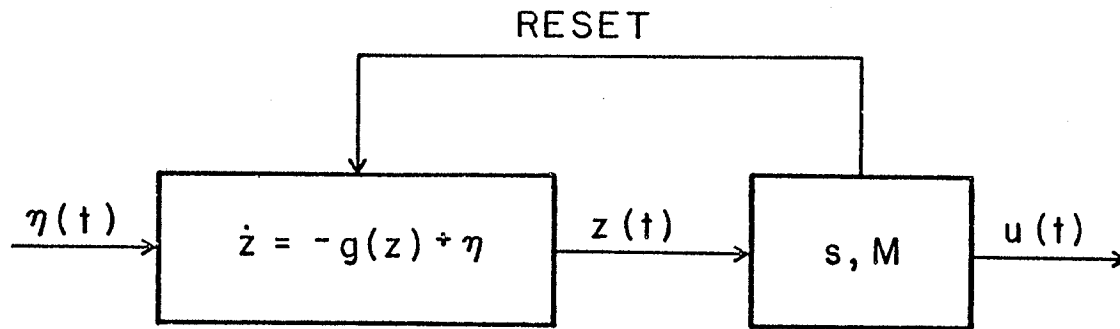 RESET
η(t)
ż = -g(z) + η
z(t)
s, M
u(t)